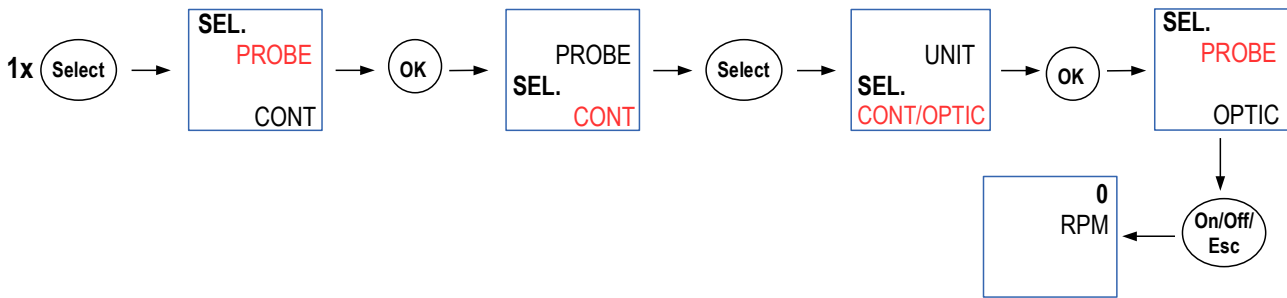 1x
Select
SEL.
PROBE
CONT
OK
PROBE
SEL.
CONT
Select
UNIT
SEL.
CONT/OPTIC
OK
SEL.
PROBE
OPTIC
On/Off/
Esc
0
RPM